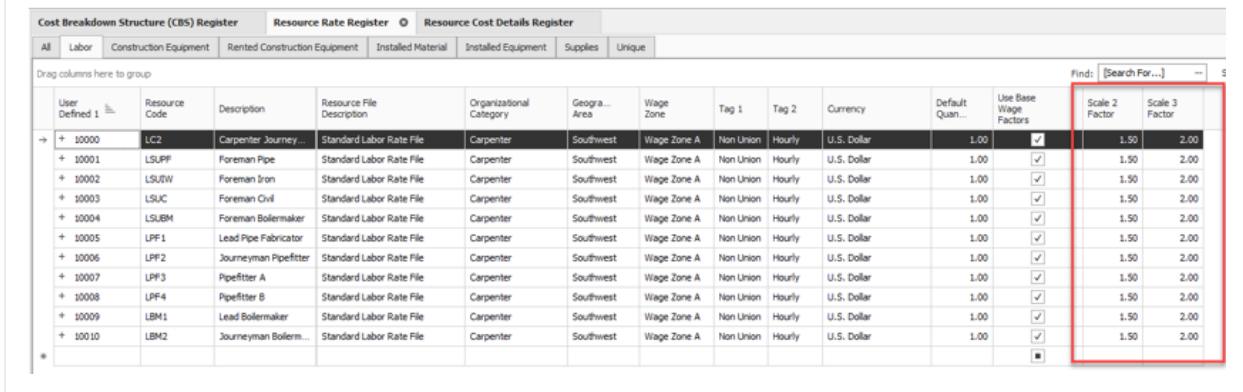 Cost Breakdown Structure (CBS) Register Resource Rate Register Resource Cost Details Register
All Labor Construction Equipment Rented Construction Equipment Installed Material Installed Equipment Supplies Unique
Drag columns here to group Find: [Search For...] ... S
User Defined 1 Resource Code Description Resource File Description Organizational Category Geogra... Area Wage Zone Tag 1 Tag 2 Currency Default Quan... Use Base Wage Factors Scale 2 Factor Scale 3 Factor
+ 10000 LC2 Carpenter Journey... Standard Labor Rate File Carpenter Southwest Wage Zone A Non Union Hourly U.S. Dollar 1.00 1.50 2.00
+ 10001 LSUPF Foreman Pipe Standard Labor Rate File Carpenter Southwest Wage Zone A Non Union Hourly U.S. Dollar 1.00 1.50 2.00
+ 10002 LSUIW Foreman Iron Standard Labor Rate File Carpenter Southwest Wage Zone A Non Union Hourly U.S. Dollar 1.00 1.50 2.00
+ 10003 LSUC Foreman Civil Standard Labor Rate File Carpenter Southwest Wage Zone A Non Union Hourly U.S. Dollar 1.00 1.50 2.00
+ 10004 LSUBM Foreman Boilermaker Standard Labor Rate File Carpenter Southwest Wage Zone A Non Union Hourly U.S. Dollar 1.00 1.50 2.00
+ 10005 LPF1 Lead Pipe Fabricator Standard Labor Rate File Carpenter Southwest Wage Zone A Non Union Hourly U.S. Dollar 1.00 1.50 2.00
+ 10006 LPF2 Journeyman Pipefitter Standard Labor Rate File Carpenter Southwest Wage Zone A Non Union Hourly U.S. Dollar 1.00 1.50 2.00
+ 10007 LPF3 Pipefitter A Standard Labor Rate File Carpenter Southwest Wage Zone A Non Union Hourly U.S. Dollar 1.00 1.50 2.00
+ 10008 LPF4 Pipefitter B Standard Labor Rate File Carpenter Southwest Wage Zone A Non Union Hourly U.S. Dollar 1.00 1.50 2.00
+ 10009 LBM1 Lead Boilermaker Standard Labor Rate File Carpenter Southwest Wage Zone A Non Union Hourly U.S. Dollar 1.00 1.50 2.00
+ 10010 LBM2 Journeyman Boilerm... Standard Labor Rate File Carpenter Southwest Wage Zone A Non Union Hourly U.S. Dollar 1.00 1.50 2.00